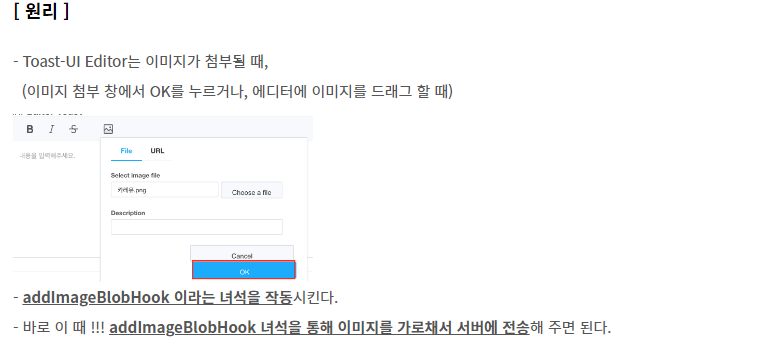 [ 원리 ]
- Toast-UI Editor는 이미지가 첨부될 때,
(이미지 첨부 창에서 OK를 누르거나, 에디터에 이미지를 드래그 할 때)
B I S
내용을 입력해주세요.
File URL
Select image file
카레유.png Choose a file
Description
Cancel
OK
- addImageBlobHook 이라는 녀석을 작동시킨다.
- 바로 이 때 !!! addImageBlobHook 녀석을 통해 이미지를 가로채서 서버에 전송해 주면 된다.